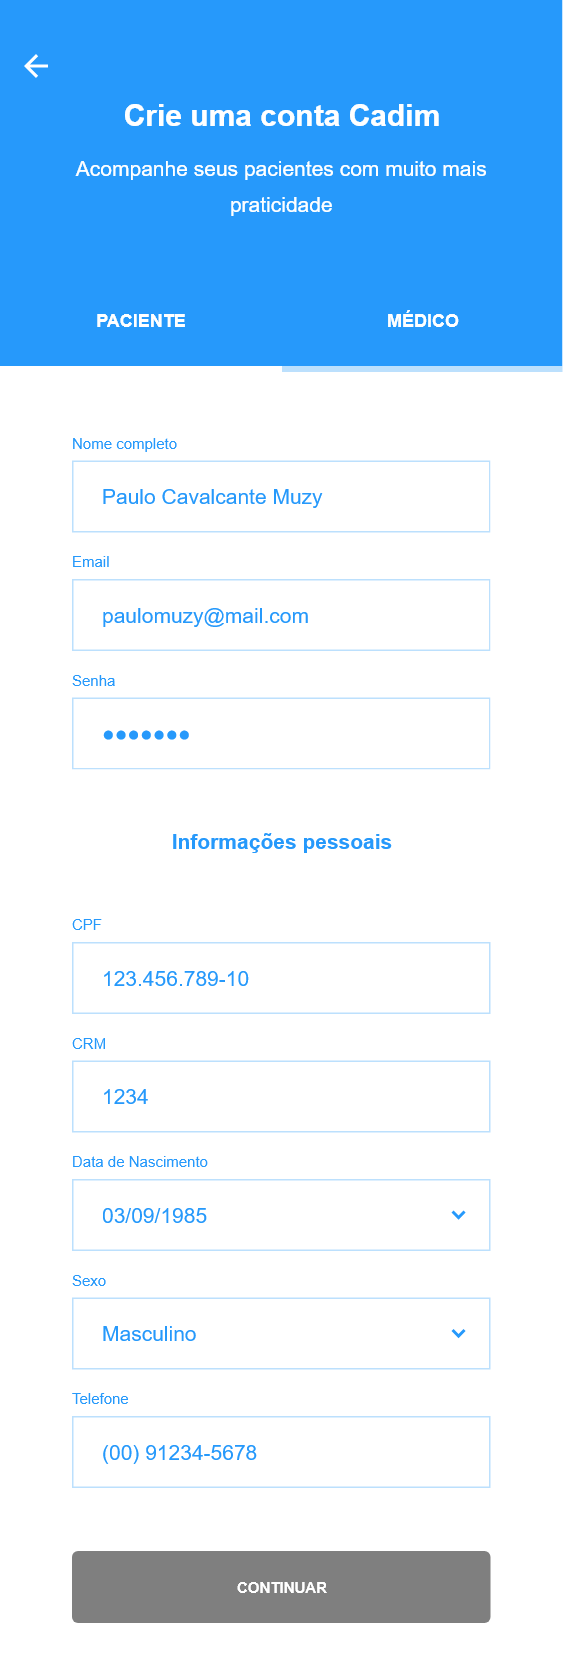 Crie uma conta Cadim
Acompanhe seus pacientes com muito mais
praticidade
PACIENTE
MÉDICO
Nome completo
Paulo Cavalcante Muzy
Email
paulomuzy@mail.com
Senha
•••••••
Informações pessoais
CPF
123.456.789-10
CRM
1234
Data de Nascimento
03/09/1985
Sexo
Masculino
Telefone
(00) 91234-5678
CONTINUAR